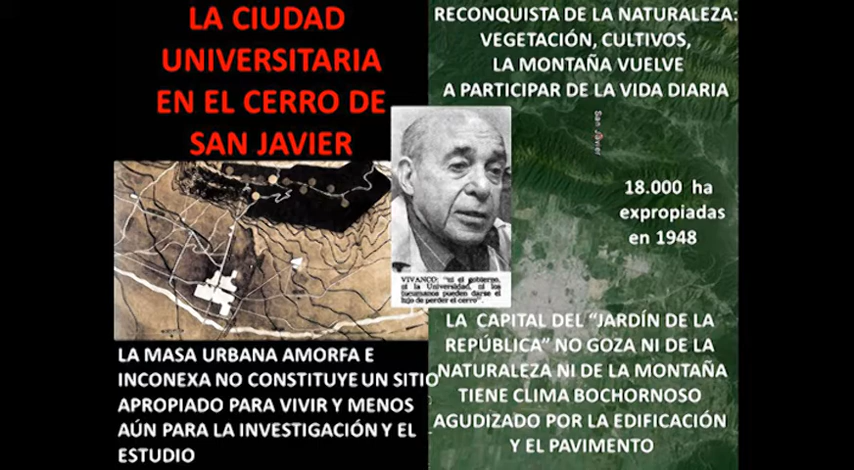 LA CIUDAD
UNIVERSITARIA
EN EL CERRO DE
SAN JAVIER
RECONQUISTA DE LA NATURALEZA:
VEGETACIÓN, CULTIVOS,
LA MONTAÑA VUELVE
A PARTICIPAR DE LA VIDA DIARIA
San Javier
18.000 ha
expropiadas
en 1948
VIVANCO: "ni el gobierno,
ni la Universidad, ni los
tucumanos pueden darse el
lujo de perder el cerro".
LA MASA URBANA AMORFA E
INCONEXA NO CONSTITUYE UN SITIO
APROPIADO PARA VIVIR Y MENOS
AÚN PARA LA INVESTIGACIÓN Y EL
ESTUDIO
LA CAPITAL DEL "JARDÍN DE LA
REPÚBLICA" NO GOZA NI DE LA
NATURALEZA NI DE LA MONTAÑA
TIENE CLIMA BOCHORNOSO
AGUDIZADO POR LA EDIFICACIÓN
Y EL PAVIMENTO